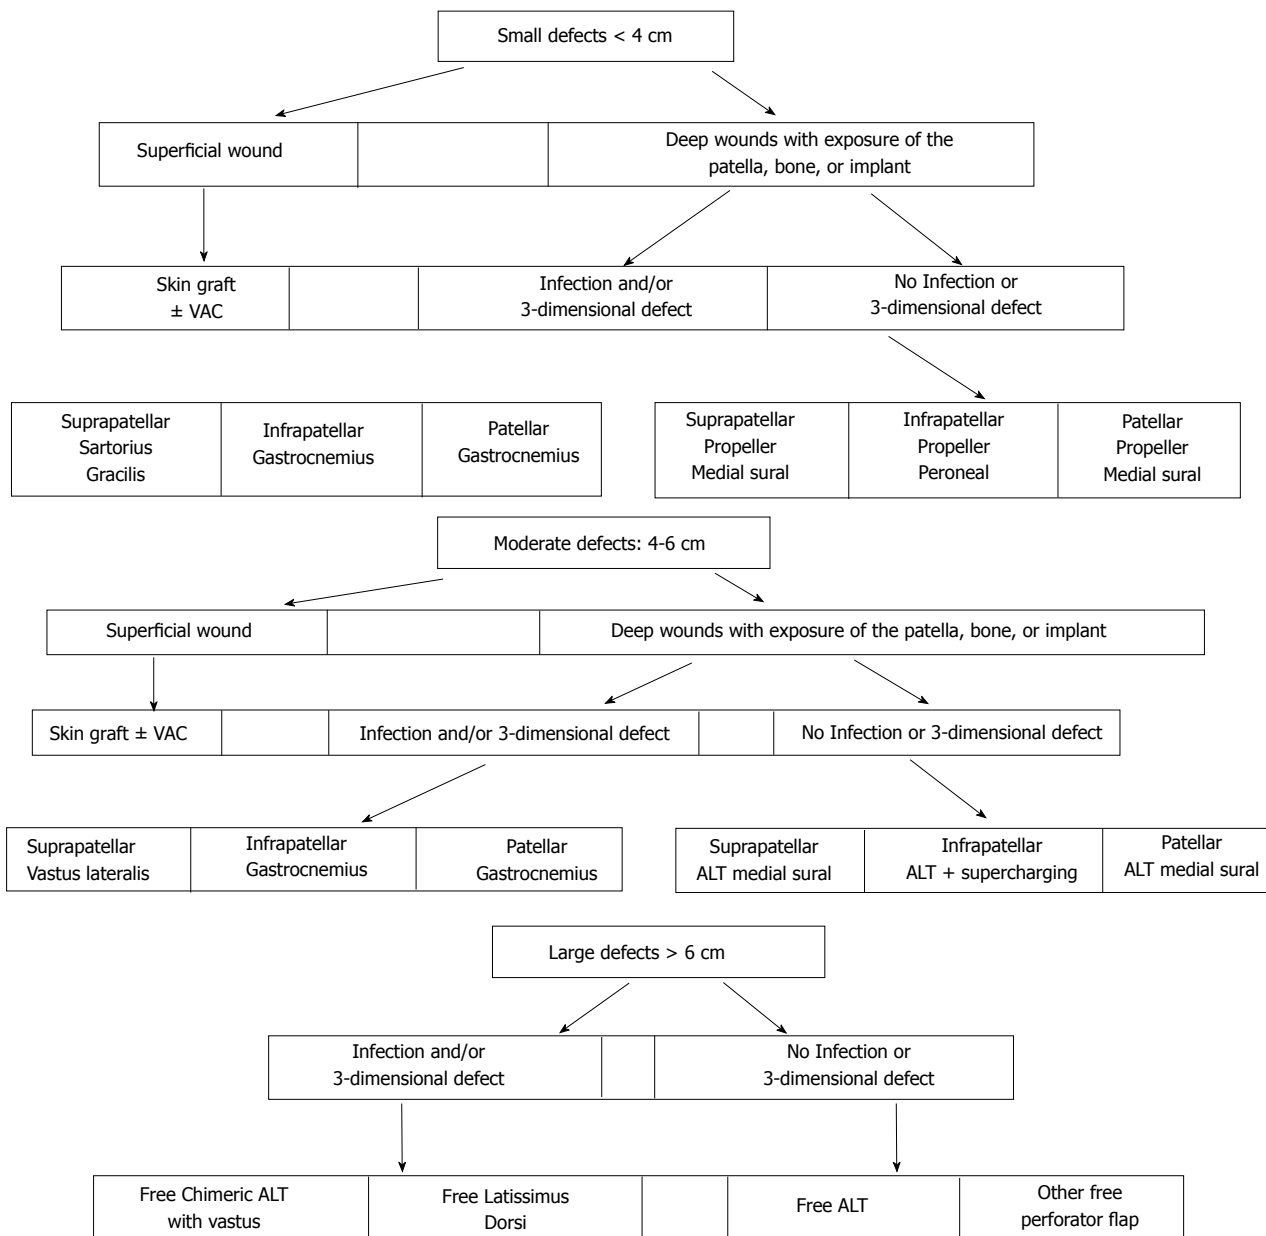 Small defects < 4 cm
Superficial wound
Deep wounds with exposure of the
patella, bone, or implant
Skin graft
± VAC
Infection and/or
3-dimensional defect
No Infection or
3-dimensional defect
Suprapatellar
Sartorius
Gracilis
Infrapatellar
Gastrocnemius
Patellar
Gastrocnemius
Suprapatellar
Propeller
Medial sural
Infrapatellar
Propeller
Peroneal
Patellar
Propeller
Medial sural
Moderate defects: 4-6 cm
Superficial wound
Deep wounds with exposure of the patella, bone, or implant
Skin graft ± VAC
Infection and/or 3-dimensional defect
No Infection or 3-dimensional defect
Suprapatellar
Vastus lateralis
Infrapatellar
Gastrocnemius
Patellar
Gastrocnemius
Suprapatellar
ALT medial sural
Infrapatellar
ALT + supercharging
Patellar
ALT medial sural
Large defects > 6 cm
Infection and/or
3-dimensional defect
No Infection or
3-dimensional defect
Free Chimeric ALT
with vastus
Free Latissimus
Dorsi
Free ALT
Other free
perforator flap